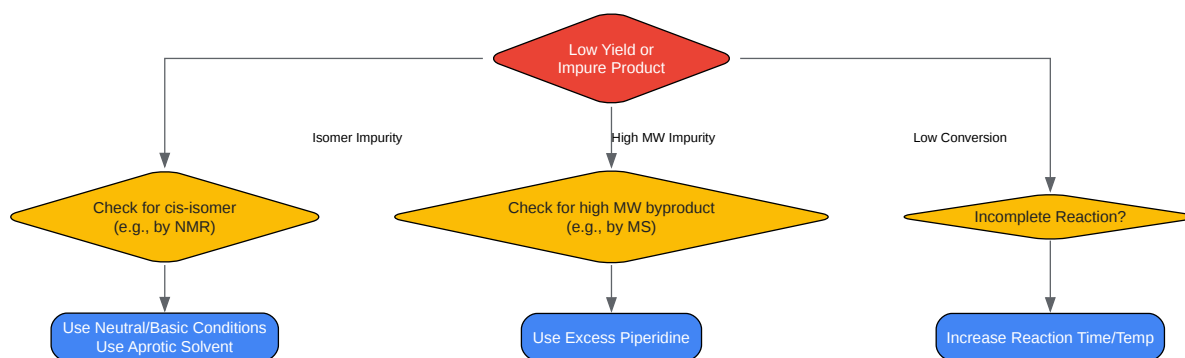 Low Yield or
Impure Product
Isomer Impurity
High MW Impurity
Low Conversion
Check for cis-isomer
(e.g., by NMR)
Check for high MW byproduct
(e.g., by MS)
Incomplete Reaction?
Use Neutral/Basic Conditions
Use Aprotic Solvent
Use Excess Piperidine
Increase Reaction Time/Temp